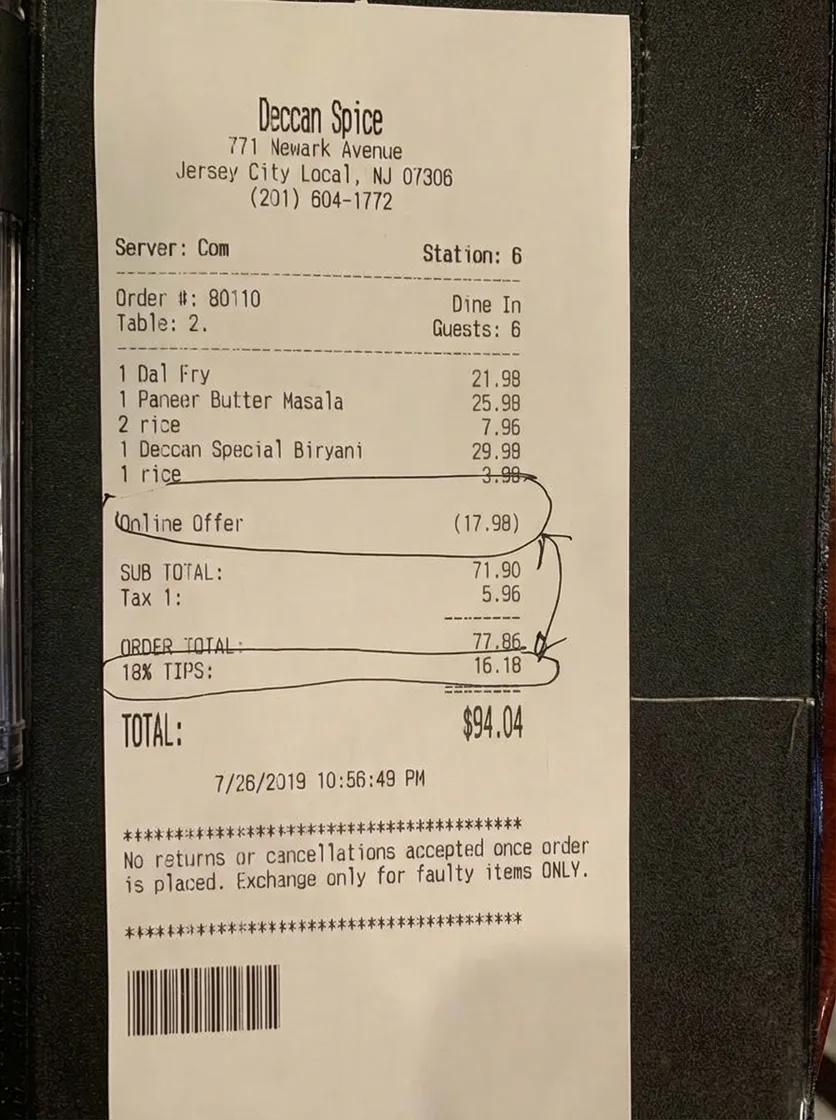 Deccan Spice
771 Newark Avenue
Jersey City Local, NJ 07306
(201) 604-1772
Server: Com Station: 6
Order #: 80110 Dine In
Table: 2. Guests: 6
1 Dal Fry 21.98
1 Paneer Butter Masala 25.98
2 rice 7.96
1 Deccan Special Biryani 29.99
1 rice 3.99
Online Offer (17.98)
SUB TOTAL: 71.90
Tax 1: 5.96
ORDER TOTAL: 77.86
18% TIPS: 16.18
TOTAL: $94.04
7/26/2019 10:56:49 PM
****************************************
No returns or cancellations accepted once order
is placed. Exchange only for faulty items ONLY.
****************************************